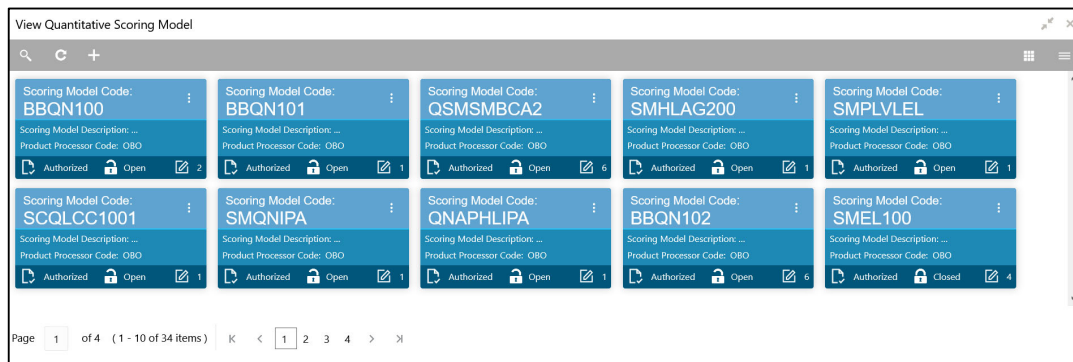 View Quantitative Scoring Model
Scoring Model Code:
BBQN100
Scoring Model Description: ...
Product Processor Code: OBO
Authorized Open 2
Scoring Model Code:
BBQN101
Scoring Model Description: ...
Product Processor Code: OBO
Authorized Open 1
Scoring Model Code:
QSMSMBCA2
Scoring Model Description: ...
Product Processor Code: OBO
Authorized Open 6
Scoring Model Code:
SMHLAG200
Scoring Model Description: ...
Product Processor Code: OBO
Authorized Open 1
Scoring Model Code:
SMPLVLEL
Scoring Model Description: ...
Product Processor Code: OBO
Authorized Open 1
Scoring Model Code:
SCQLCC1001
Scoring Model Description: ...
Product Processor Code: OBO
Authorized Open 1
Scoring Model Code:
SMQNIPA
Scoring Model Description: ...
Product Processor Code: OBO
Authorized Open 1
Scoring Model Code:
QNAPHLIPA
Scoring Model Description: ...
Product Processor Code: OBO
Authorized Open 1
Scoring Model Code:
BBQN102
Scoring Model Description: ...
Product Processor Code: OBO
Authorized Open 6
Scoring Model Code:
SMEL100
Scoring Model Description: ...
Product Processor Code: OBO
Authorized Closed 4
Page 1 of 4 ( 1 - 10 of 34 items ) 1 2 3 4